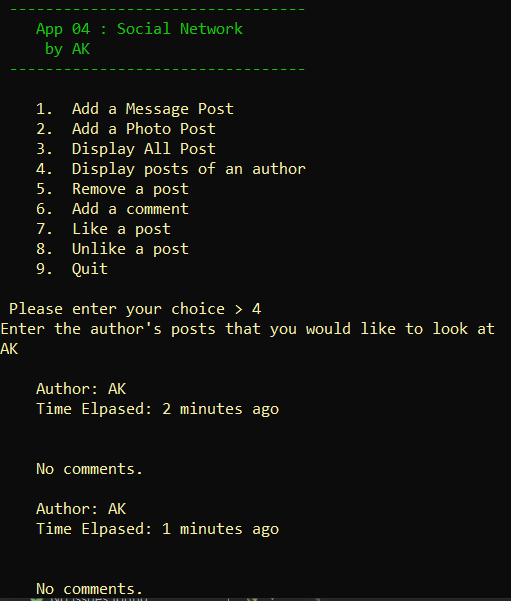 --------------------------------
App 04 : Social Network
by AK
--------------------------------
1. Add a Message Post
2. Add a Photo Post
3. Display All Post
4. Display posts of an author
5. Remove a post
6. Add a comment
7. Like a post
8. Unlike a post
9. Quit
Please enter your choice > 4
Enter the author's posts that you would like to look at
AK
Author: AK
Time Elpased: 2 minutes ago
No comments.
Author: AK
Time Elpased: 1 minutes ago
No comments.